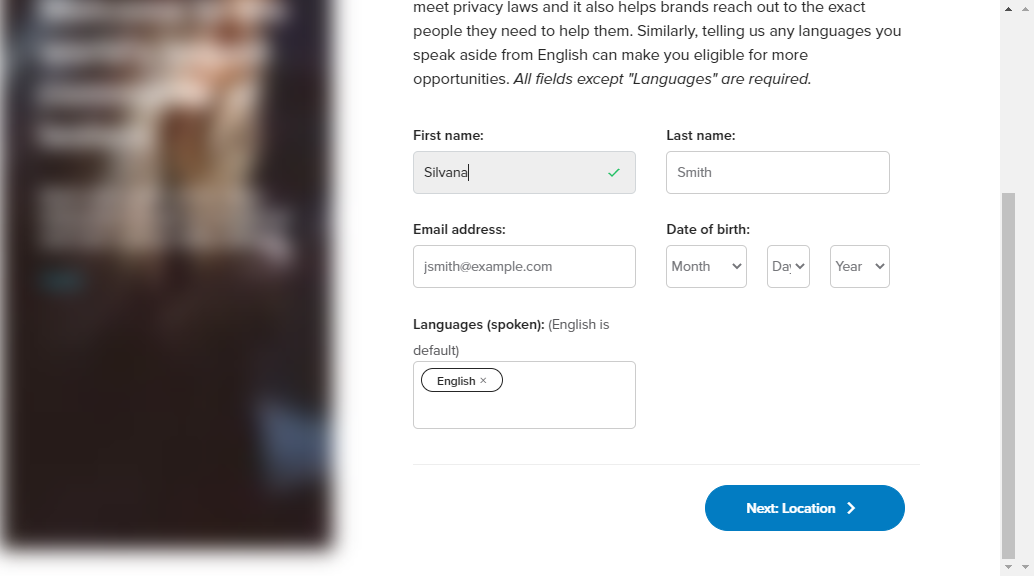 meet privacy laws and it also helps brands reach out to the exact
people they need to help them. Similarly, telling us any languages you
speak aside from English can make you eligible for more
opportunities. All fields except "Languages" are required.
First name:
Last name:
Silvana
Smith
Email address:
Date of birth:
jsmith@example.com
Month
Day
Year
Languages (spoken): (English is
default)
English ×
Next: Location